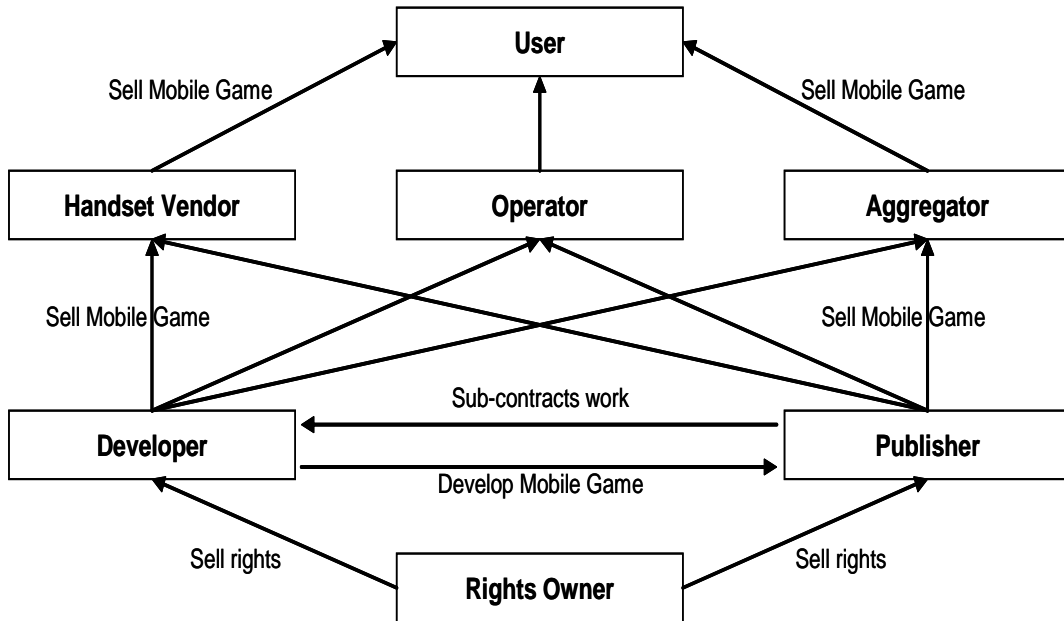 User
Sell Mobile Game
Sell Mobile Game
Handset Vendor
Operator
Aggregator
Sell Mobile Game
Sell Mobile Game
Sub-contracts work
Developer
Publisher
Develop Mobile Game
Sell rights
Sell rights
Rights Owner